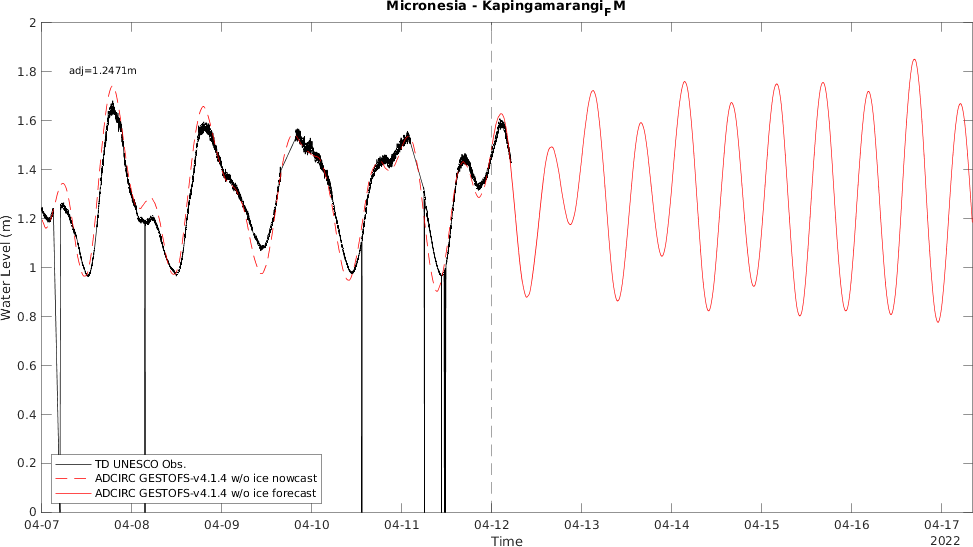 Micronesia - KapingamarangiFM
adj=1.2471m
Water Level (m)
2
1.8
1.6
1.4
1.2
1
0.8
0.6
0.4
0.2
0
TD UNESCO Obs.
ADCIRC GESTOFS-v4.1.4 w/o ice nowcast
ADCIRC GESTOFS-v4.1.4 w/o ice forecast
04-07 04-08 04-09 04-10 04-11 04-12 04-13 04-14 04-15 04-16 04-17
Time
2022